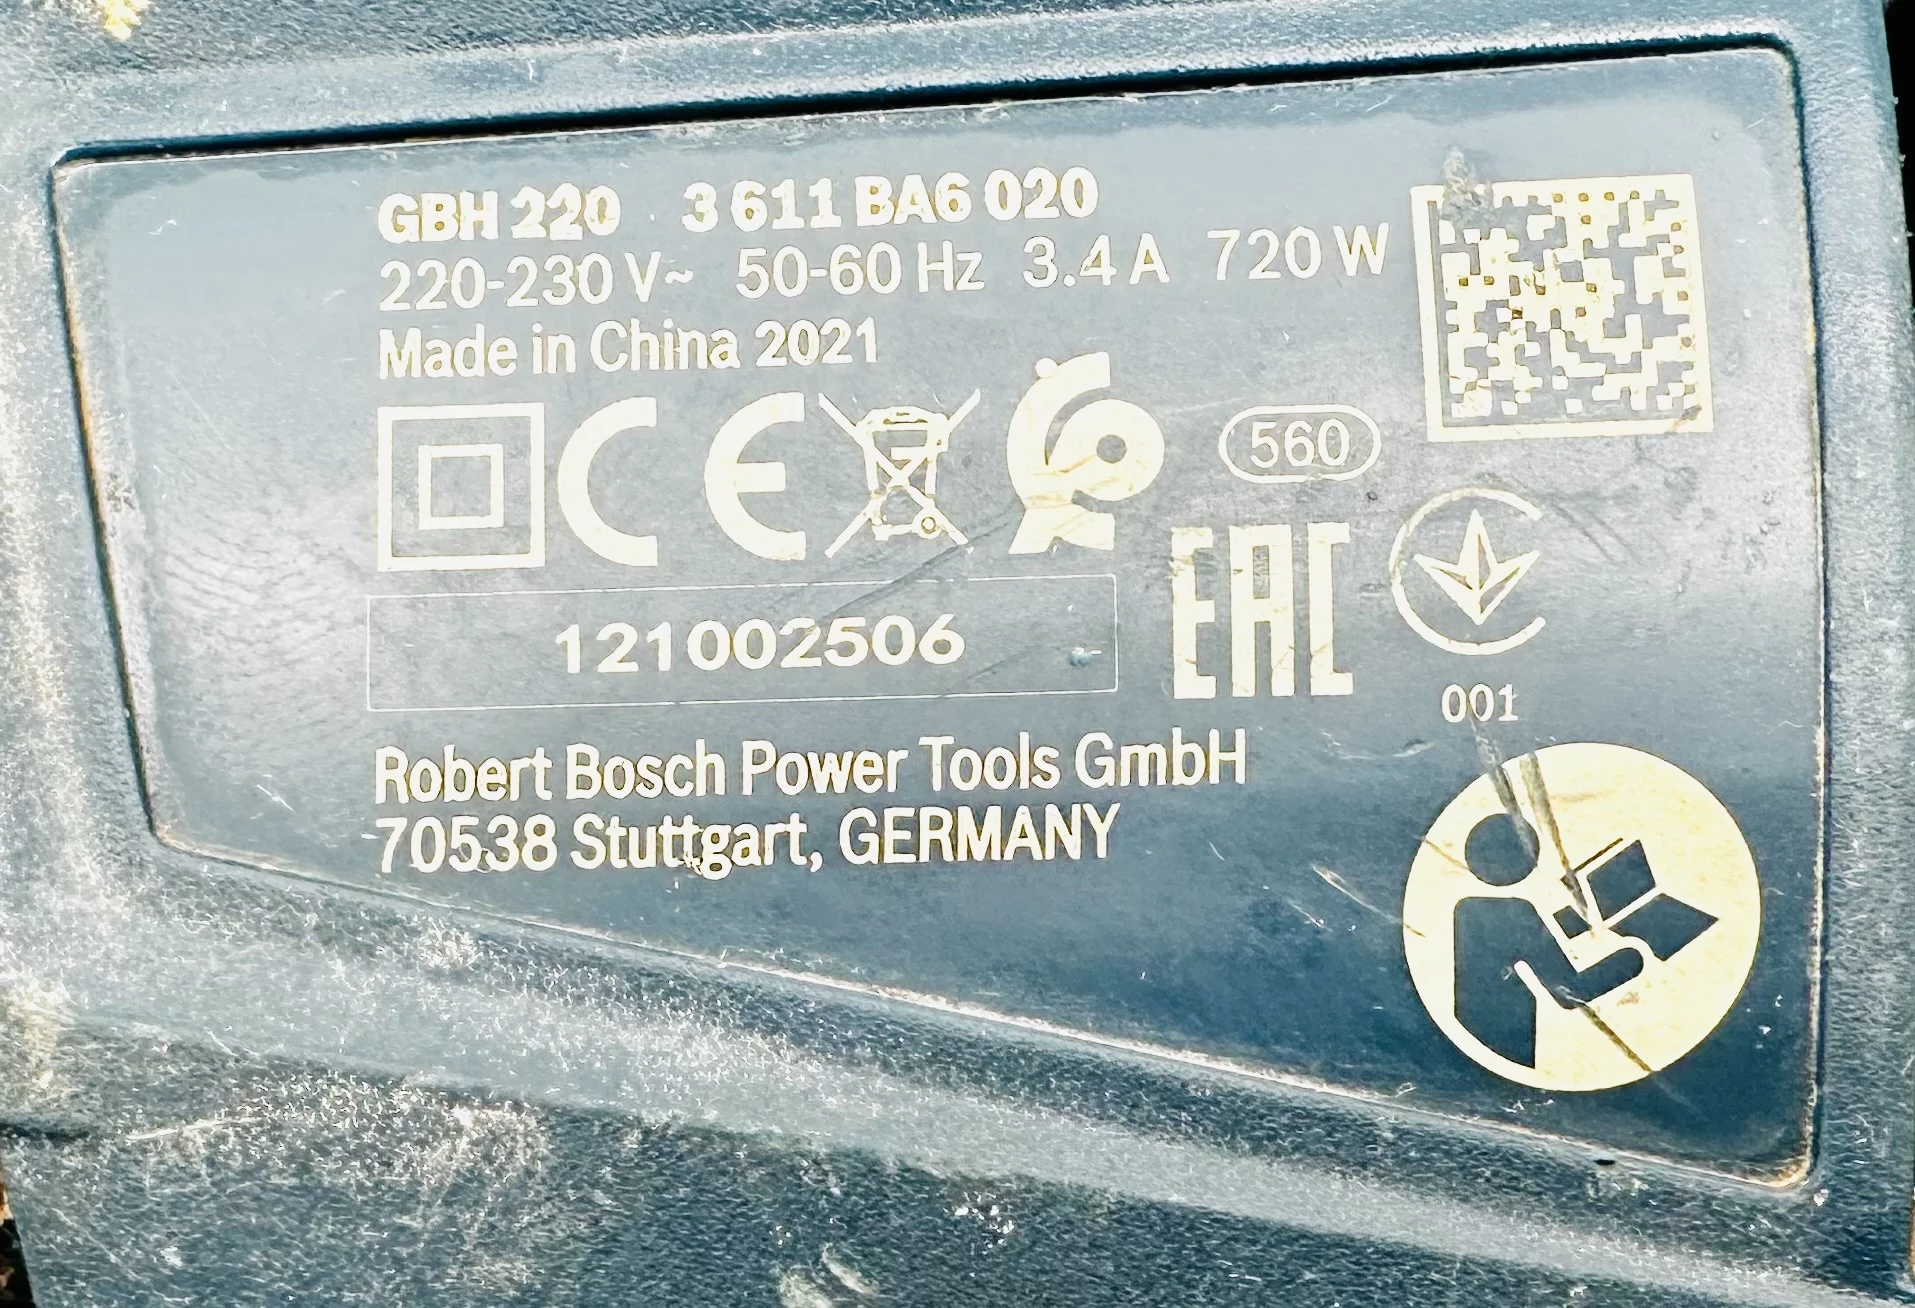 GBH 220 3 611 BA6 020
220-230 V~ 50-60 Hz 3.4 A 720 W
Made in China 2021
CE
560
EAC
121002506
001
Robert Bosch Power Tools GmbH
70538 Stuttgart, GERMANY